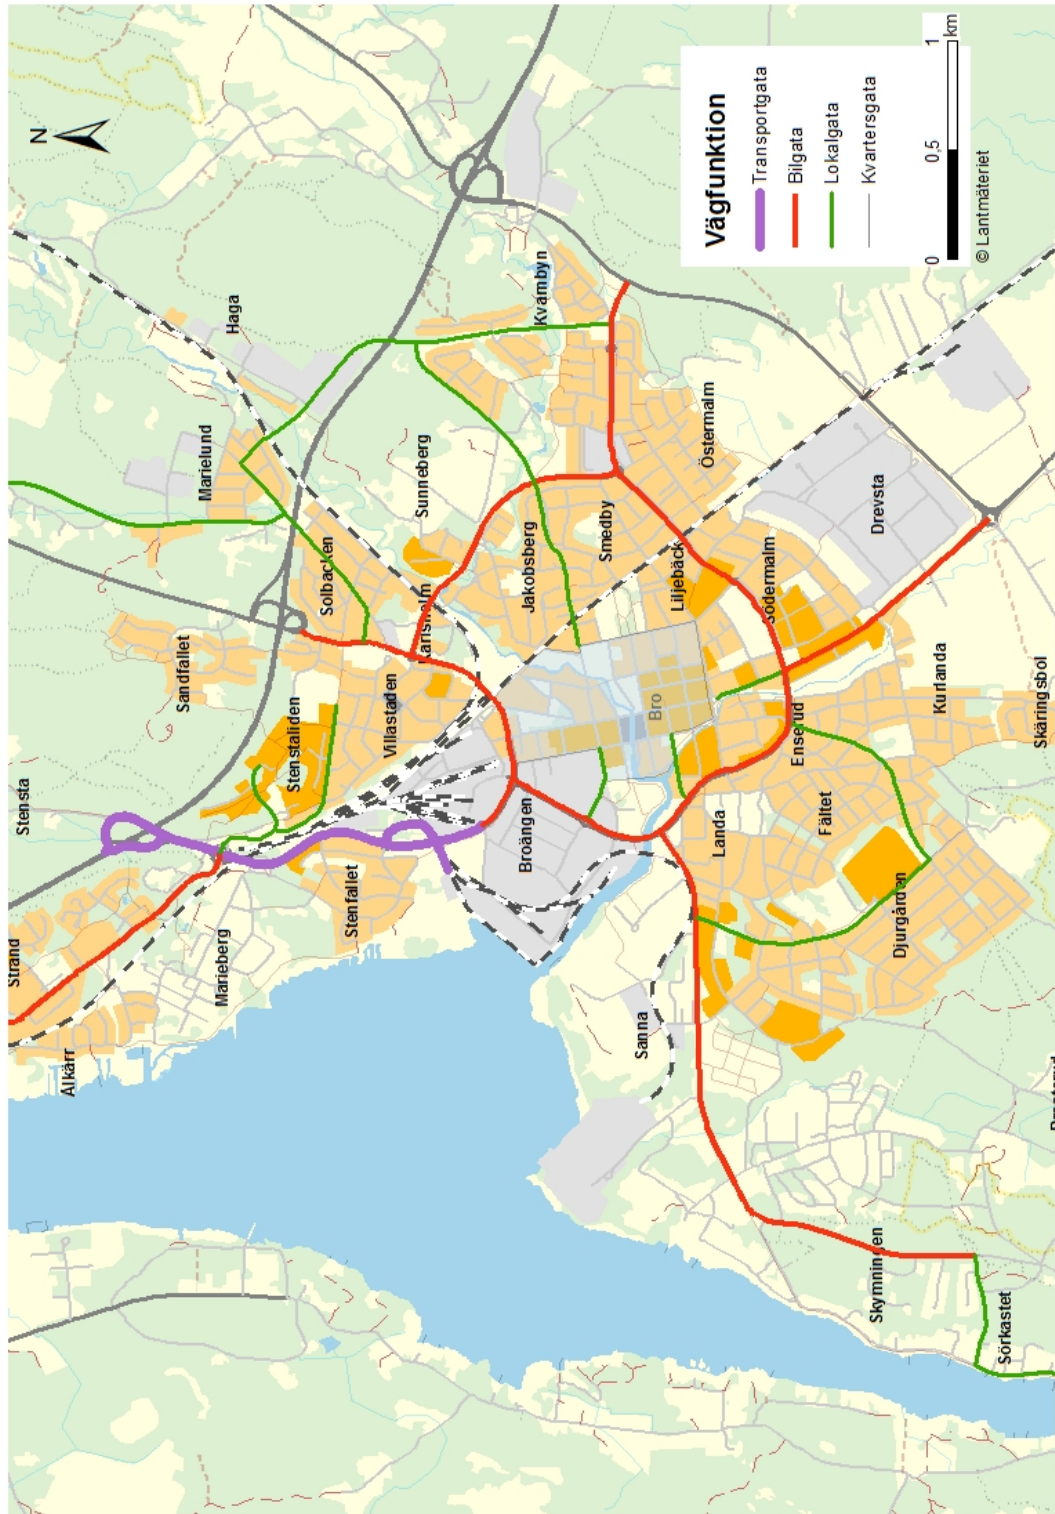 Strand
Stensta
N
Alkärr
Sandfallet
Marielund
Marieberg
Haga
Stenstaliden
Solbacken
Stenfallet
Villastaden
Karlsmalm
Sunneberg
Broängen
Jakobsberg
Kvarnbyn
Smedby
Sanna
Bro
Liljebäck
Östermalm
Landa
Södermalm
Enserud
Fältet
Skymningen
Drevsta
Djurgården
Kurlanda
Sörkastet
Skäringsbol
Vägfunktion
Transportgata
Bilgata
Lokalgata
Kvartersgata
0 0,5 1
km
© Lantmäteriet